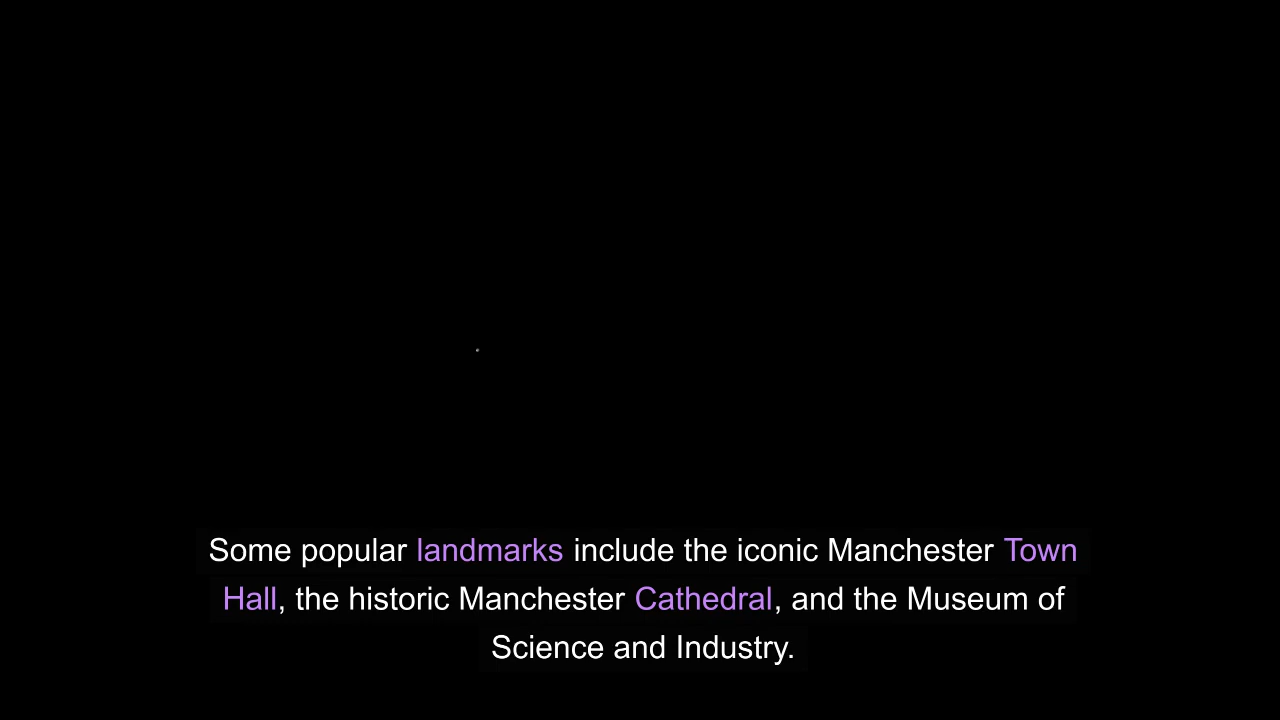 Some popular landmarks include the iconic Manchester Town
Hall, the historic Manchester Cathedral, and the Museum of
Science and Industry.